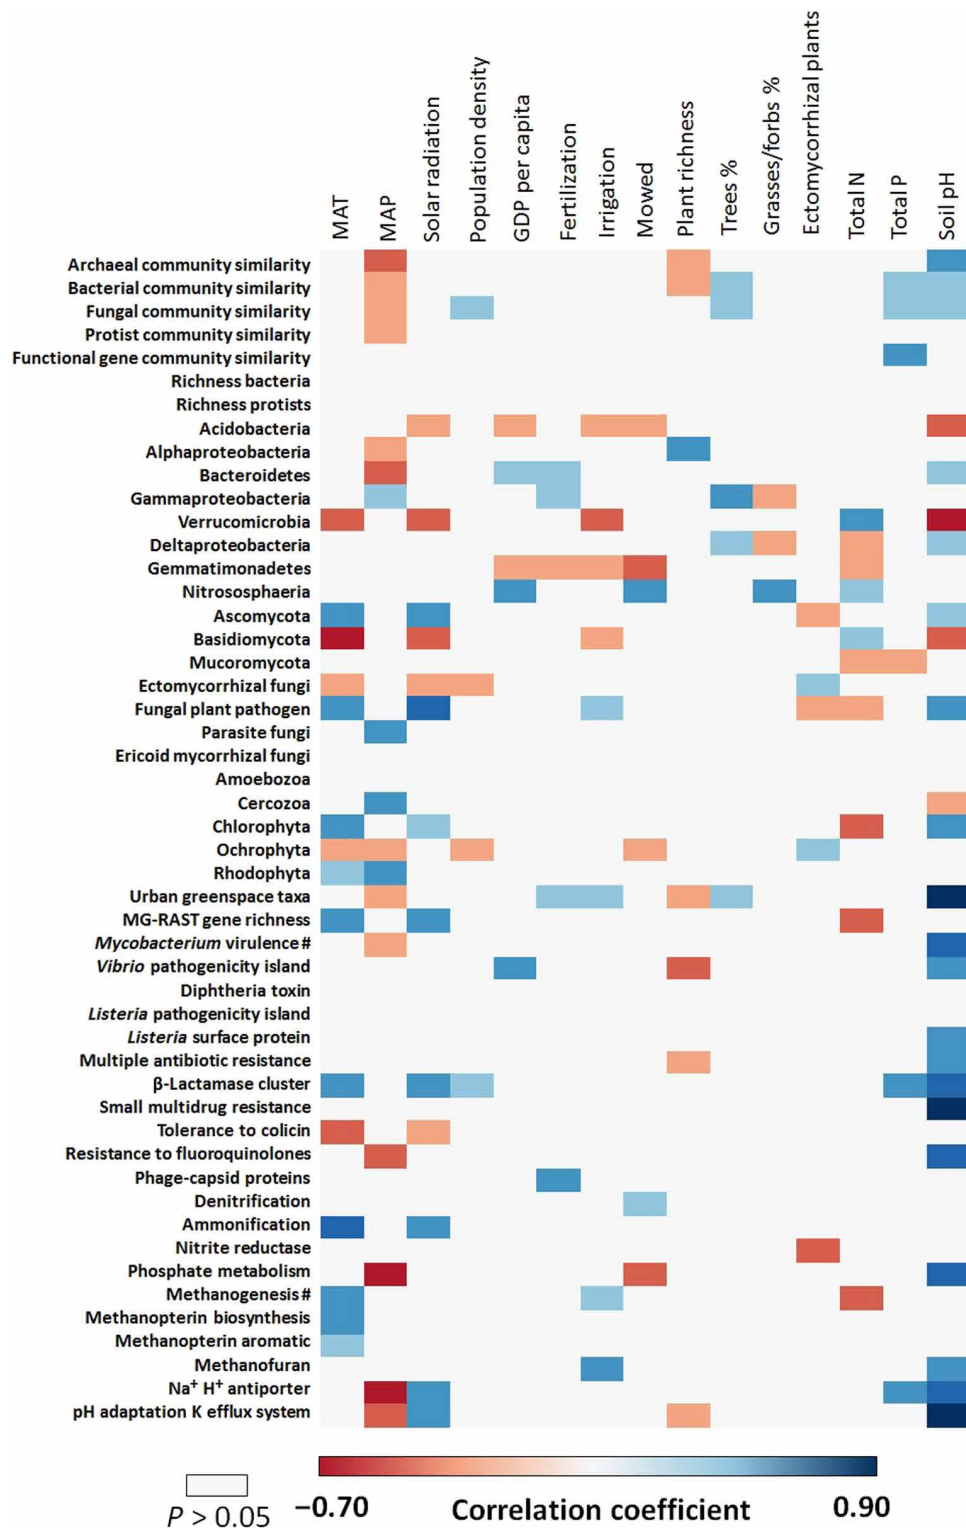 MAT
MAP
Solar radiation
Population density
GDP per capita
Fertilization
Irrigation
Mowed
Plant richness
Trees %
Grasses/forbs %
Ectomycorrhizal plants
Total N
Total P
Soil pH
Archaeal community similarity
Bacterial community similarity
Fungal community similarity
Protist community similarity
Functional gene community similarity
Richness bacteria
Richness protists
Acidobacteria
Alphaproteobacteria
Bacteroidetes
Gammaproteobacteria
Verrucomicrobia
Deltaproteobacteria
Gemmatimonadetes
Nitrososphaeria
Ascomycota
Basidiomycota
Mucoromycota
Ectomycorrhizal fungi
Fungal plant pathogen
Parasite fungi
Ericoid mycorrhizal fungi
Amoebozoa
Cercozoa
Chlorophyta
Ochrophyta
Rhodophyta
Urban greenspace taxa
MG-RAST gene richness
Mycobacterium virulence #
Vibrio pathogenicity island
Diphtheria toxin
Listeria pathogenicity island
Listeria surface protein
Multiple antibiotic resistance
β-Lactamase cluster
Small multidrug resistance
Tolerance to colicin
Resistance to fluoroquinolones
Phage-capsid proteins
Denitrification
Ammonification
Nitrite reductase
Phosphate metabolism
Methanogenesis #
Methanopterin biosynthesis
Methanopterin aromatic
Methanofuran
Na⁺ H⁺ antiporter
pH adaptation K efflux system
P > 0.05
−0.70 Correlation coefficient 0.90